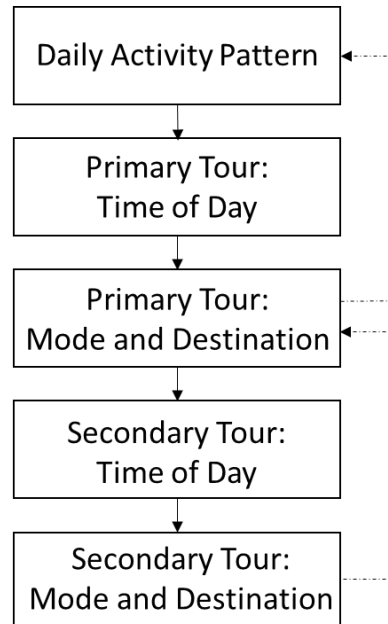 Daily Activity Pattern
Primary Tour:
Time of Day
Primary Tour:
Mode and Destination
Secondary Tour:
Time of Day
Secondary Tour:
Mode and Destination